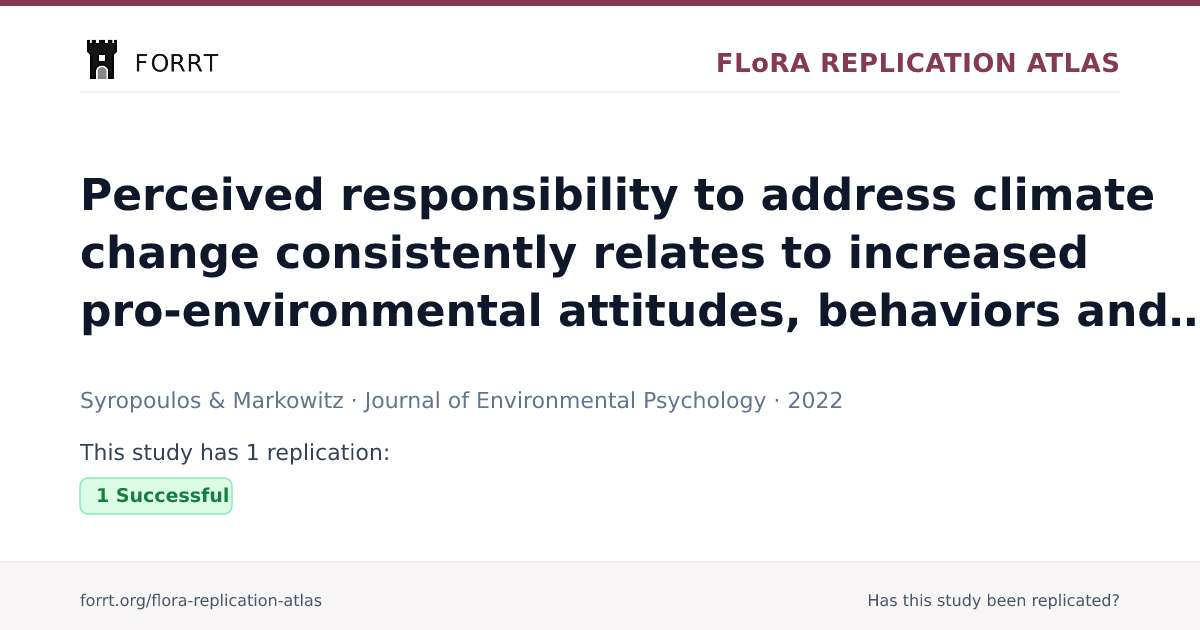 FORRT
FLoRA REPLICATION ATLAS
Perceived responsibility to address climate
change consistently relates to increased
pro-environmental attitudes, behaviors and…
Syropoulos & Markowitz · Journal of Environmental Psychology · 2022
This study has 1 replication:
1 Successful
forrt.org/flora-replication-atlas
Has this study been replicated?